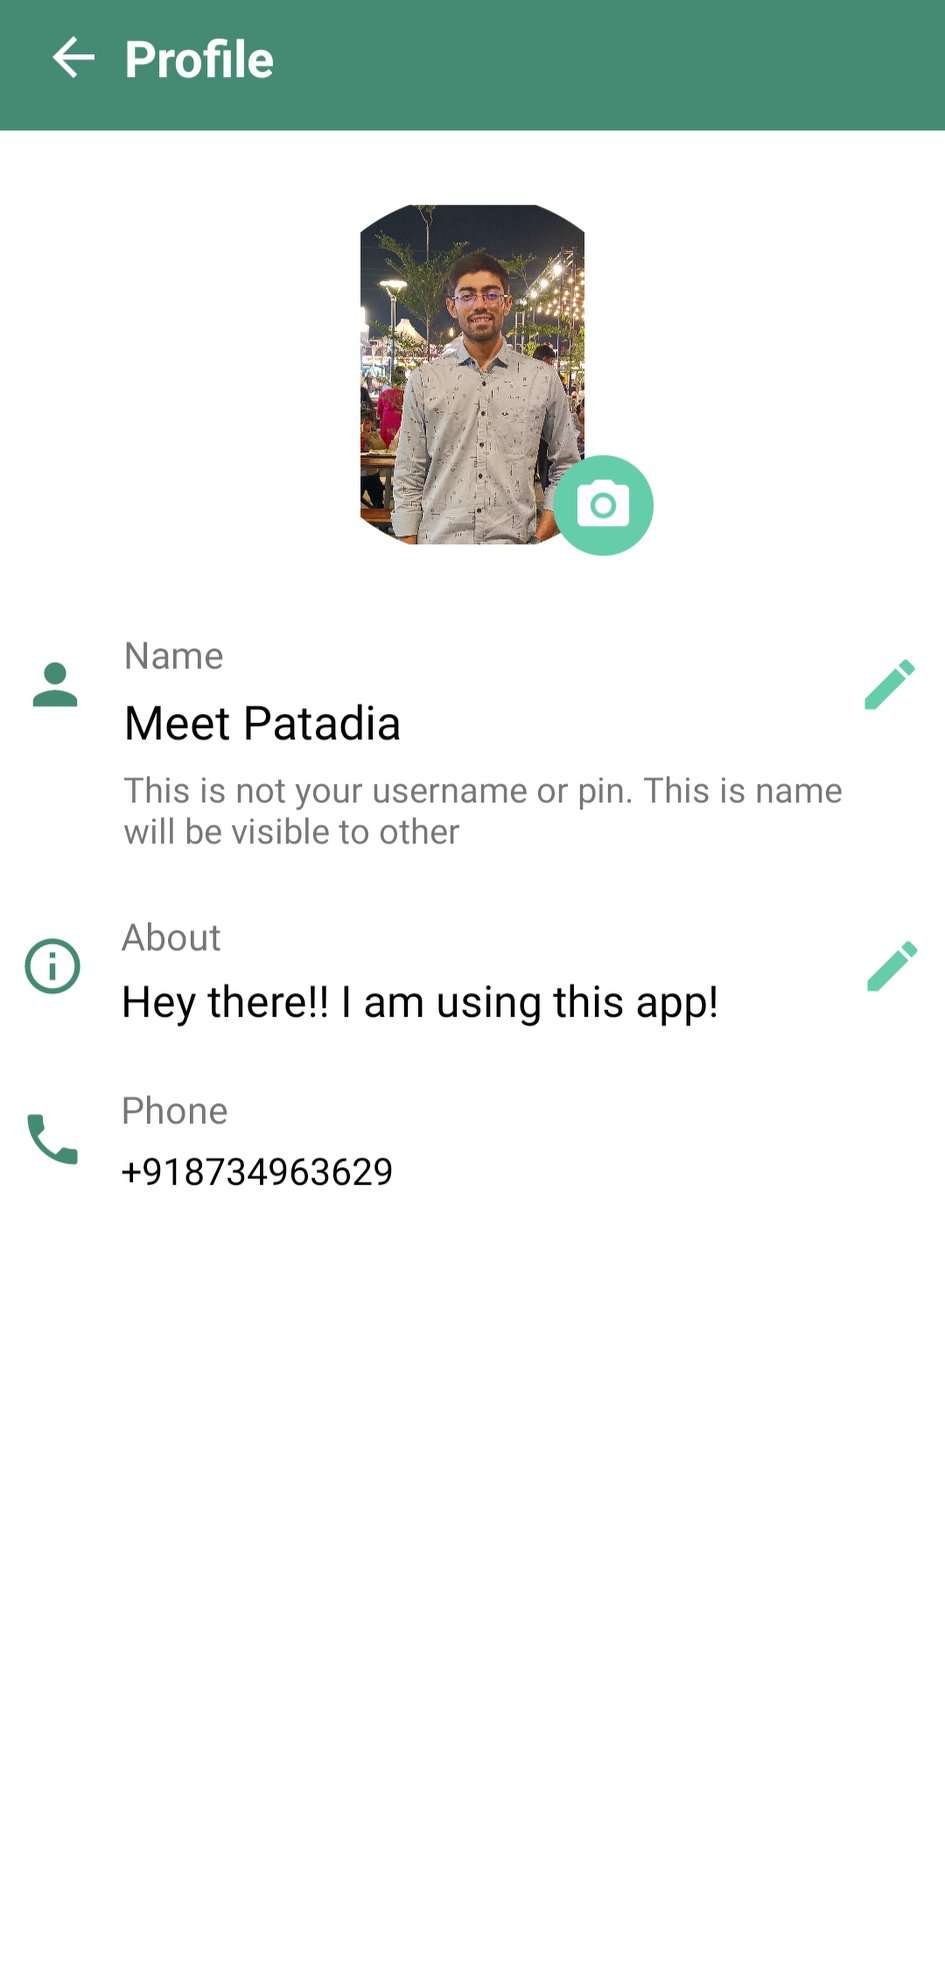 Profile
Name
Meet Patadia
This is not your username or pin. This is name
will be visible to other
About
Hey there!! I am using this app!
Phone
+918734963629